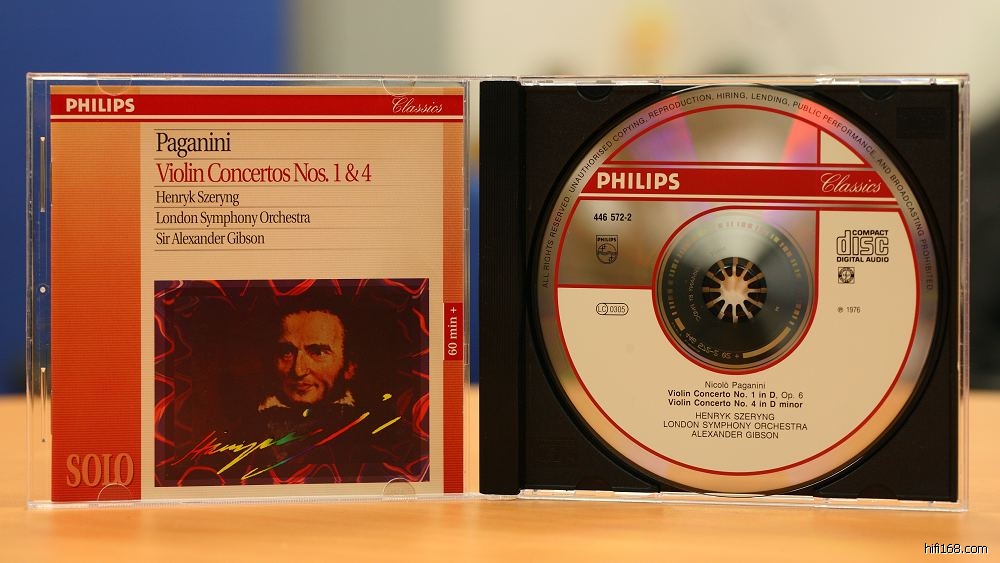 PHILIPS Classics
Paganini
Violin Concertos Nos. 1 & 4
Henryk Szeryng
London Symphony Orchestra
Sir Alexander Gibson
60 min +
SOLO
ALL RIGHTS RESERVED. UNAUTHORISED COPYING, REPRODUCTION, HIRING, LENDING, PUBLIC PERFORMANCE, AND BROADCASTING PROHIBITED.
PHILIPS Classics
446 572-2
PHILIPS
COMPACT
disc
DIGITAL AUDIO
LC 0305
℗ 1976
Nicolò Paganini
Violin Concerto No. 1 in D, Op. 6
Violin Concerto No. 4 in D minor
HENRYK SZERYNG
LONDON SYMPHONY ORCHESTRA
ALEXANDER GIBSON
hifi168.com